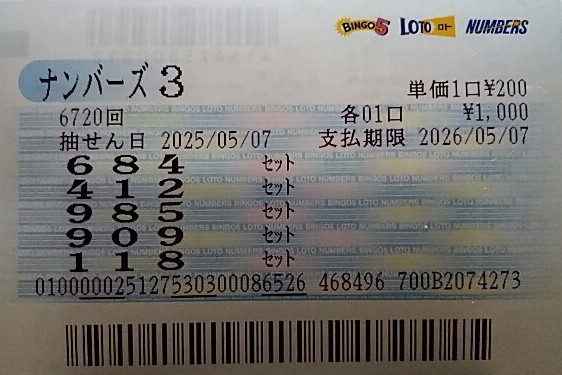 BINGO5 LOTO ロト NUMBERS
ナンバーズ3 単価1口¥200
6720回 各01口 ¥1,000
抽せん日 2025/05/07 支払期限 2026/05/07
684 セット
412 セット
985 セット
909 セット
118 セット
010000025127530300086526 468496 700B2074273